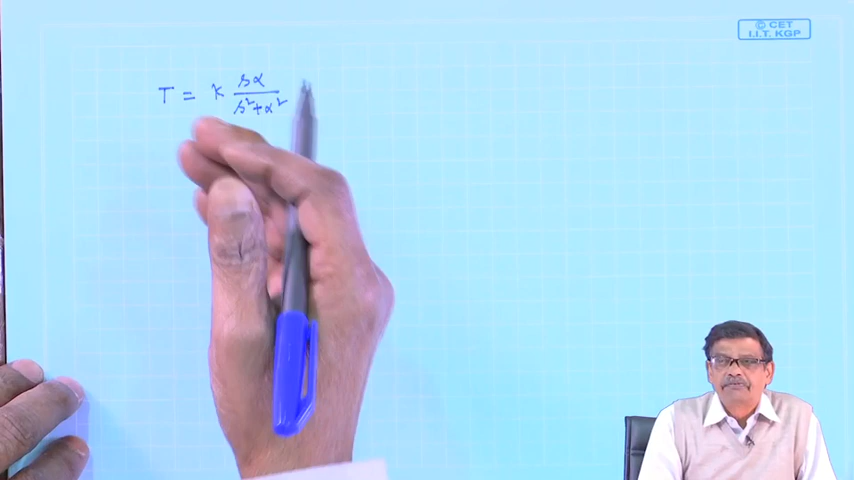 © CET
I.I.T. KGP
T = K sα / s² + α²